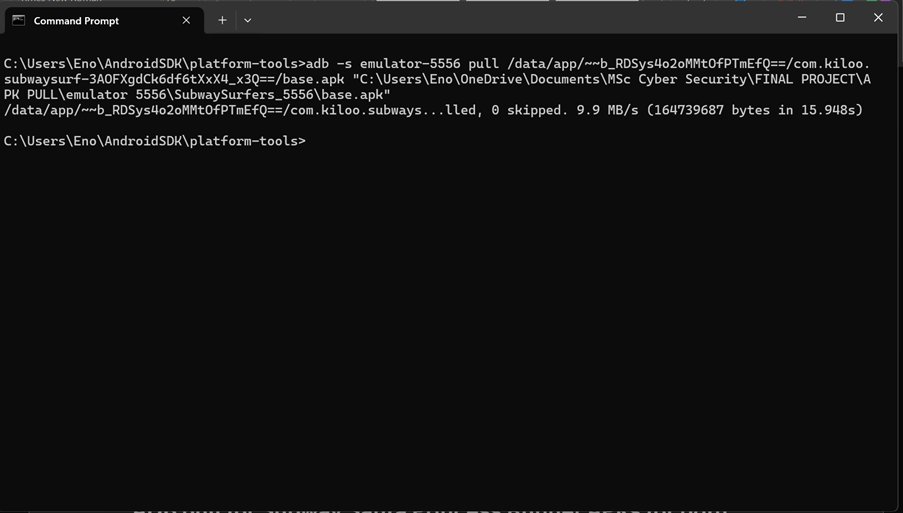 Command Prompt
C:\Users\Eno\AndroidSDK\platform-tools>adb -s emulator-5556 pull /data/app/~~b_RDSys4o2oMMtOfPTmEfQ==/com.kiloo.
subwaysurf-3AOFXgdCk6df6tXxX4_x3Q==/base.apk "C:\Users\Eno\OneDrive\Documents\MSc Cyber Security\FINAL PROJECT\A
PK PULL\emulator 5556\SubwaySurfers_5556\base.apk"
/data/app/~~b_RDSys4o2oMMtOfPTmEfQ==/com.kiloo.subways...lled, 0 skipped. 9.9 MB/s (164739687 bytes in 15.948s)
C:\Users\Eno\AndroidSDK\platform-tools>